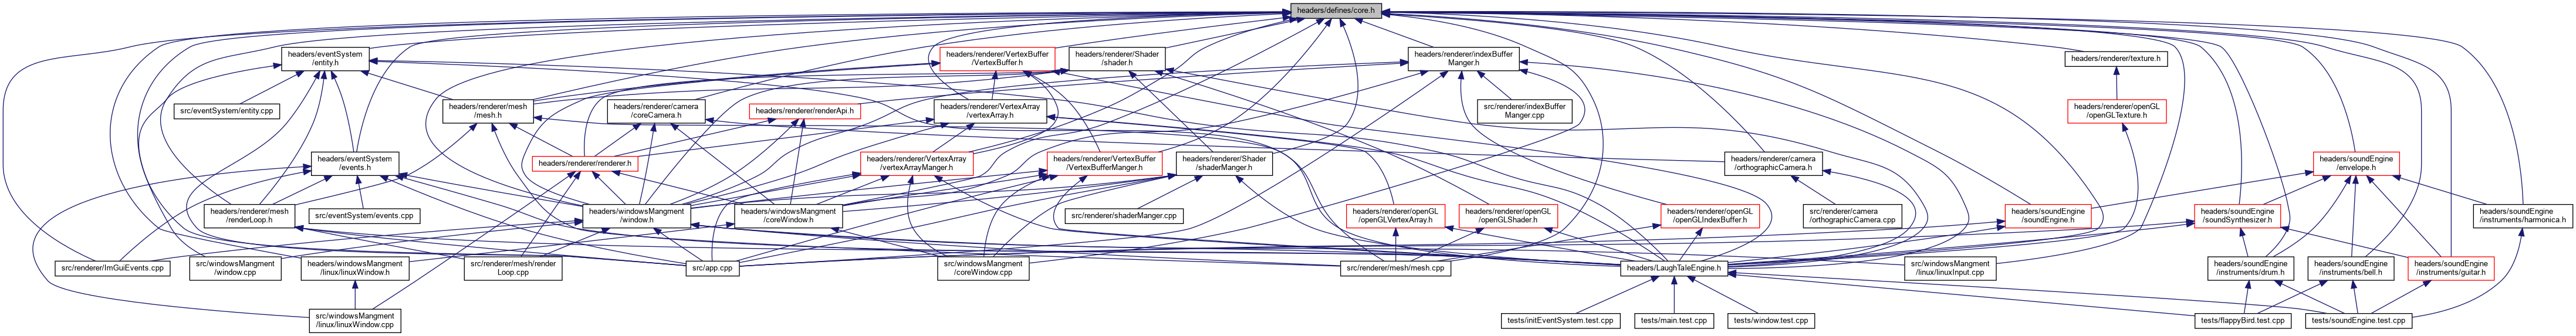 headers/defines/core.h
headers/eventSystem
/entity.h
headers/renderer/VertexBuffer
/VertexBuffer.h
headers/renderer/Shader
/shader.h
headers/renderer/indexBuffer
Manger.h
headers/renderer/texture.h
src/eventSystem/entity.cpp
headers/renderer/mesh
/mesh.h
headers/renderer/camera
/coreCamera.h
headers/renderer/renderApi.h
headers/renderer/VertexArray
/vertexArray.h
src/renderer/indexBuffer
Manger.cpp
headers/renderer/openGL
/openGLTexture.h
headers/eventSystem
/events.h
headers/renderer/renderer.h
headers/renderer/VertexArray
/vertexArrayManger.h
headers/renderer/VertexBuffer
/VertexBufferManger.h
headers/renderer/Shader
/shaderManger.h
headers/renderer/camera
/orthographicCamera.h
headers/soundEngine
/envelope.h
headers/renderer/mesh
/renderLoop.h
src/eventSystem/events.cpp
headers/windowsMangment
/window.h
headers/windowsMangment
/coreWindow.h
src/renderer/shaderManger.cpp
headers/renderer/openGL
/openGLVertexArray.h
headers/renderer/openGL
/openGLShader.h
headers/renderer/openGL
/openGLIndexBuffer.h
src/renderer/camera
/orthographicCamera.cpp
headers/soundEngine
/soundEngine.h
headers/soundEngine
/soundSynthesizer.h
headers/soundEngine
/instruments/harmonica.h
src/renderer/ImGuiEvents.cpp
src/windowsMangment
/window.cpp
headers/windowsMangment
/linux/linuxWindow.h
src/renderer/mesh/render
Loop.cpp
src/app.cpp
src/windowsMangment
/coreWindow.cpp
src/renderer/mesh/mesh.cpp
headers/LaughTaleEngine.h
src/windowsMangment
/linux/linuxInput.cpp
headers/soundEngine
/instruments/drum.h
headers/soundEngine
/instruments/bell.h
headers/soundEngine
/instruments/guitar.h
src/windowsMangment
/linux/linuxWindow.cpp
tests/initEventSystem.test.cpp
tests/main.test.cpp
tests/window.test.cpp
tests/flappyBird.test.cpp
tests/soundEngine.test.cpp